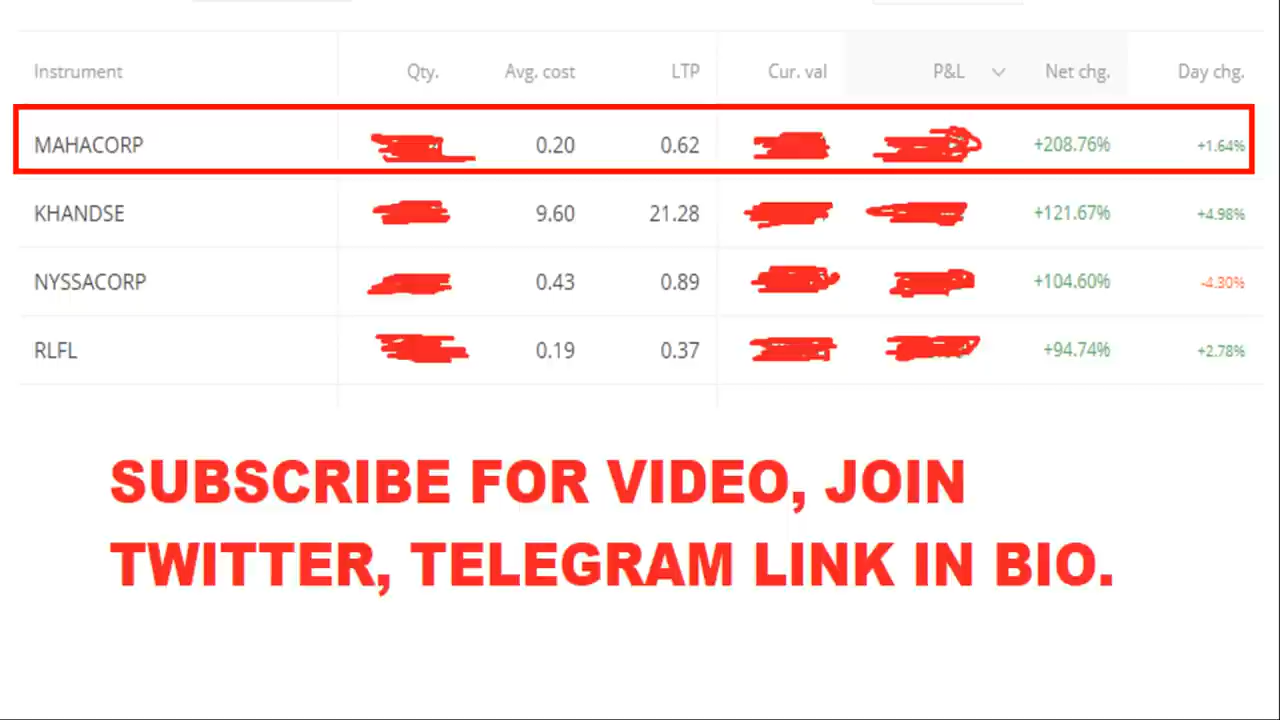 Instrument Qty. Avg. cost LTP Cur. val P&L Net chg. Day chg.
MAHACORP 0.20 0.62 +208.76% +1.64%
KHANDSE 9.60 21.28 +121.67% +4.98%
NYSSACORP 0.43 0.89 +104.60% -4.30%
RLFL 0.19 0.37 +94.74% +2.78%
SUBSCRIBE FOR VIDEO, JOIN
TWITTER, TELEGRAM LINK IN BIO.